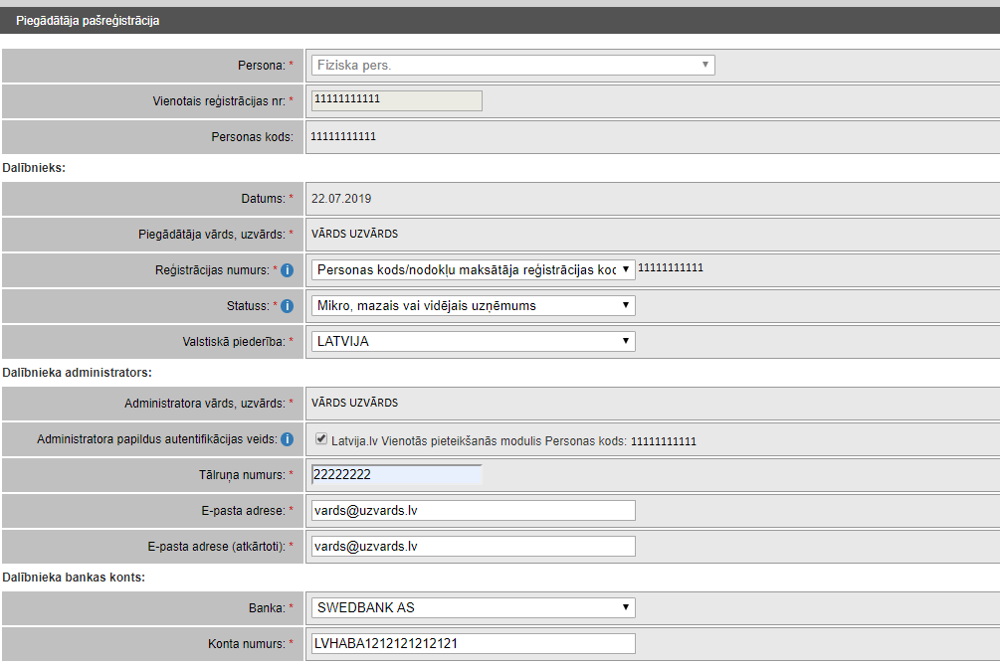 Piegādātāja pašreģistrācija
Persona: * Fiziska pers.
Vienotais reģistrācijas nr: * 11111111111
Personas kods: 11111111111
Dalībnieks:
Datums: * 22.07.2019
Piegādātāja vārds, uzvārds: * VĀRDS UZVĀRDS
Reģistrācijas numurs: * Personas kods/nodokļu maksātāja reģistrācijas koc 11111111111
Statuss: * Mikro, mazais vai vidējais uzņēmums
Valstiskā piederība: * LATVIJA
Dalībnieka administrators:
Administratora vārds, uzvārds: * VĀRDS UZVĀRDS
Administratora papildus autentifikācijas veids: Latvija.lv Vienotās pieteikšanās modulis Personas kods: 11111111111
Tālruņa numurs: * 22222222
E-pasta adrese: * vards@uzvards.lv
E-pasta adrese (atkārtoti): * vards@uzvards.lv
Dalībnieka bankas konts:
Banka: * SWEDBANK AS
Konta numurs: * LVHABA1212121212121